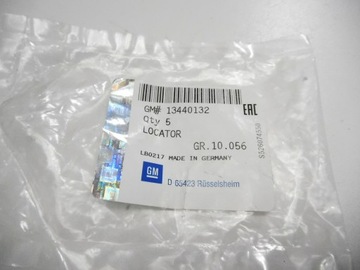 GM# 13440132
Qty 5
LOCATOR
GR.10.056
LB0217 MADE IN GERMANY
GM
D 65423 Rüsselsheim
EAC